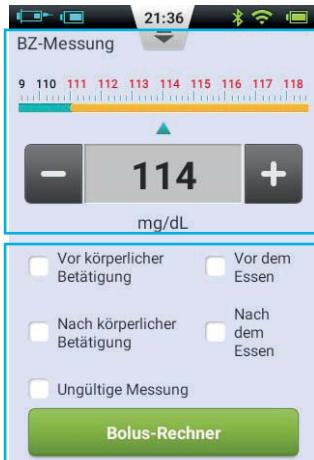 21:36
BZ-Messung
9 110 111 112 113 114 115 116 117 118
− 114 +
mg/dL
Vor körperlicher
Betätigung
Vor dem
Essen
Nach körperlicher
Betätigung
Nach
dem
Essen
Ungültige Messung
Bolus-Rechner